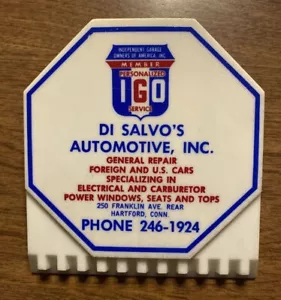 INDEPENDENT GARAGE
OWNERS OF AMERICA, INC.
MEMBER
PERSONALIZED
IGO
SERVICE
DI SALVO'S
AUTOMOTIVE, INC.
GENERAL REPAIR
FOREIGN AND U.S. CARS
SPECIALIZING IN
ELECTRICAL AND CARBURETOR
POWER WINDOWS, SEATS AND TOPS
250 FRANKLIN AVE. REAR
HARTFORD, CONN.
PHONE 246-1924